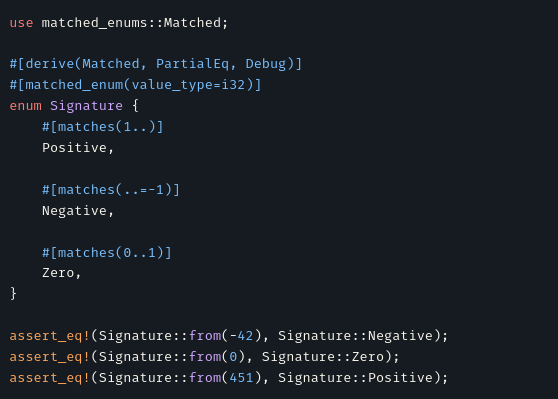 use matched_enums::Matched;

#[derive(Matched, PartialEq, Debug)]
#[matched_enum(value_type=i32)]
enum Signature {
    #[matches(1..)]
    Positive,

    #[matches(..=-1)]
    Negative,

    #[matches(0..1)]
    Zero,
}

assert_eq!(Signature::from(-42), Signature::Negative);
assert_eq!(Signature::from(0), Signature::Zero);
assert_eq!(Signature::from(451), Signature::Positive);